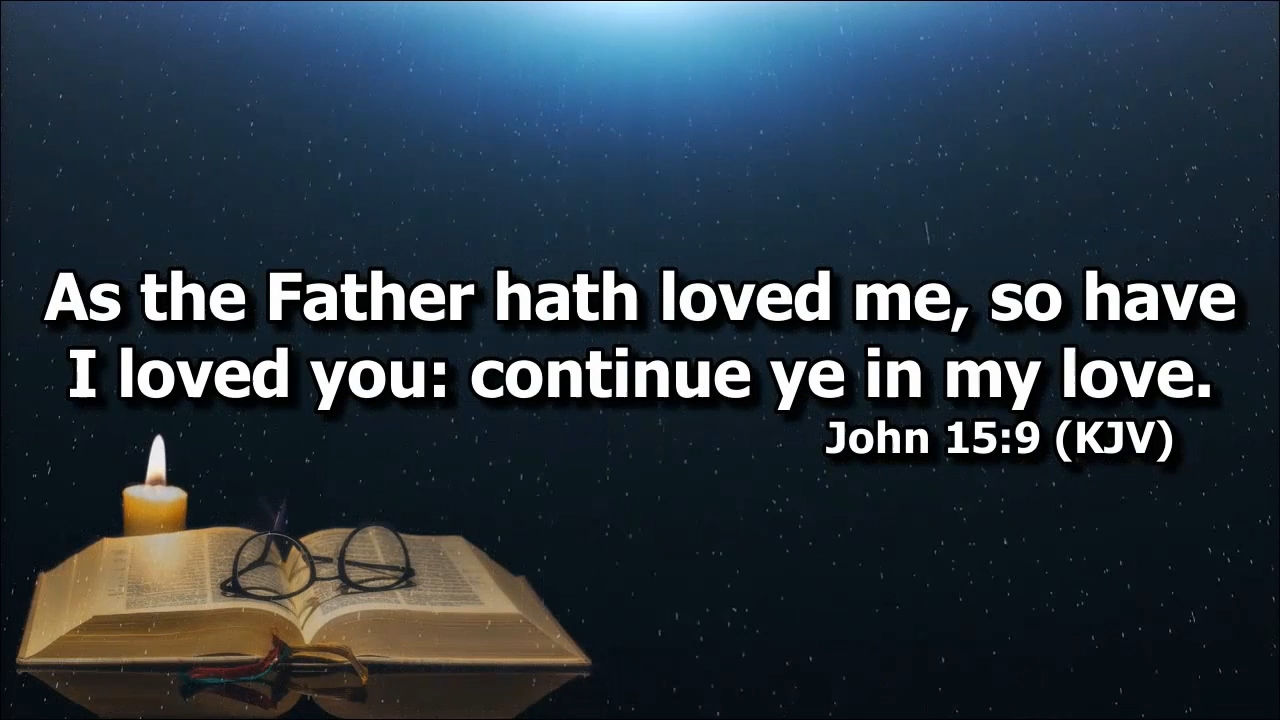 As the Father hath loved me, so have
I loved you: continue ye in my love.
John 15:9 (KJV)